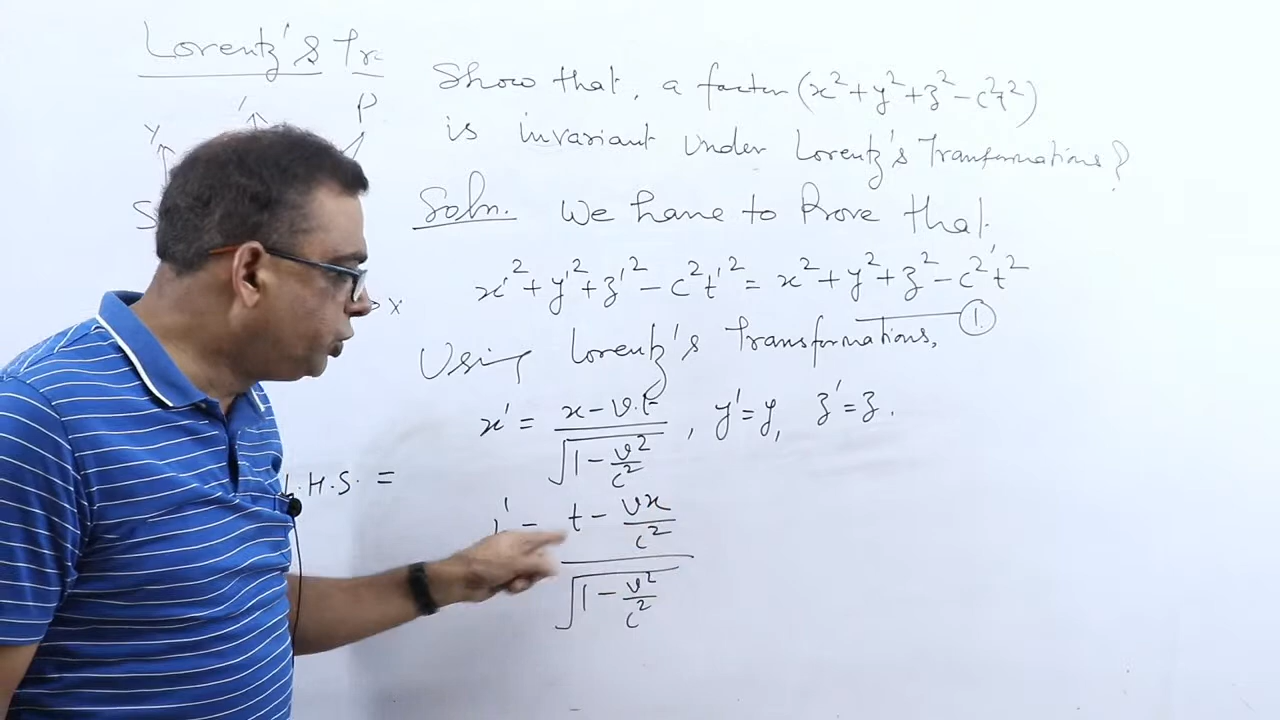 Lorentz's Tr
Show that, a factor (x² + y² + z² − c²t²)
is invariant under Lorentz's Transformations?
Soln. We have to Prove that,
x'² + y'² + z'² − c²t'² = x² + y² + z² − c²t²
①
Using Lorentz's Transformations,
x' = (x − v.t)/√(1 − v²/c²), y' = y, z' = z.
L.H.S. =
t' = (t − vx/c²)/√(1 − v²/c²)
Y
P
S
X